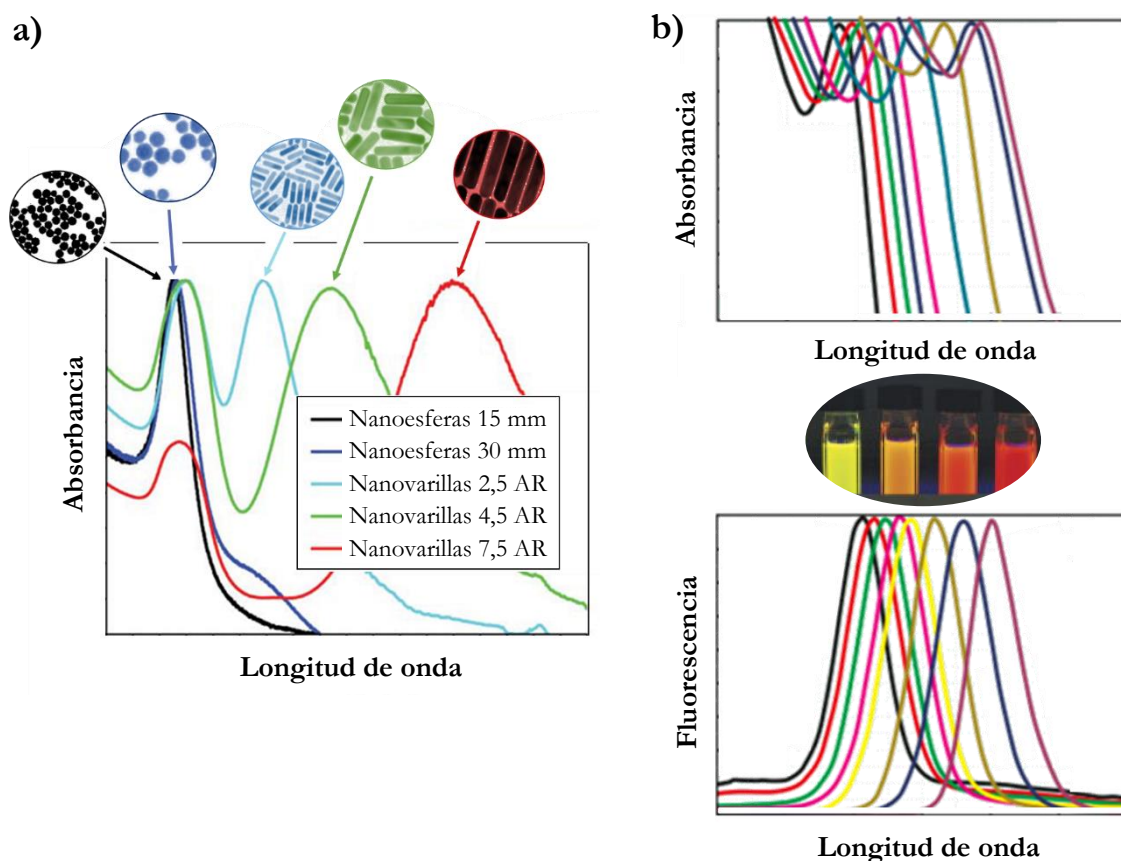 a)
Absorbancia
Nanoesferas 15 mm
Nanoesferas 30 mm
Nanovarillas 2,5 AR
Nanovarillas 4,5 AR
Nanovarillas 7,5 AR
Longitud de onda
b)
Absorbancia
Longitud de onda
Fluorescencia
Longitud de onda